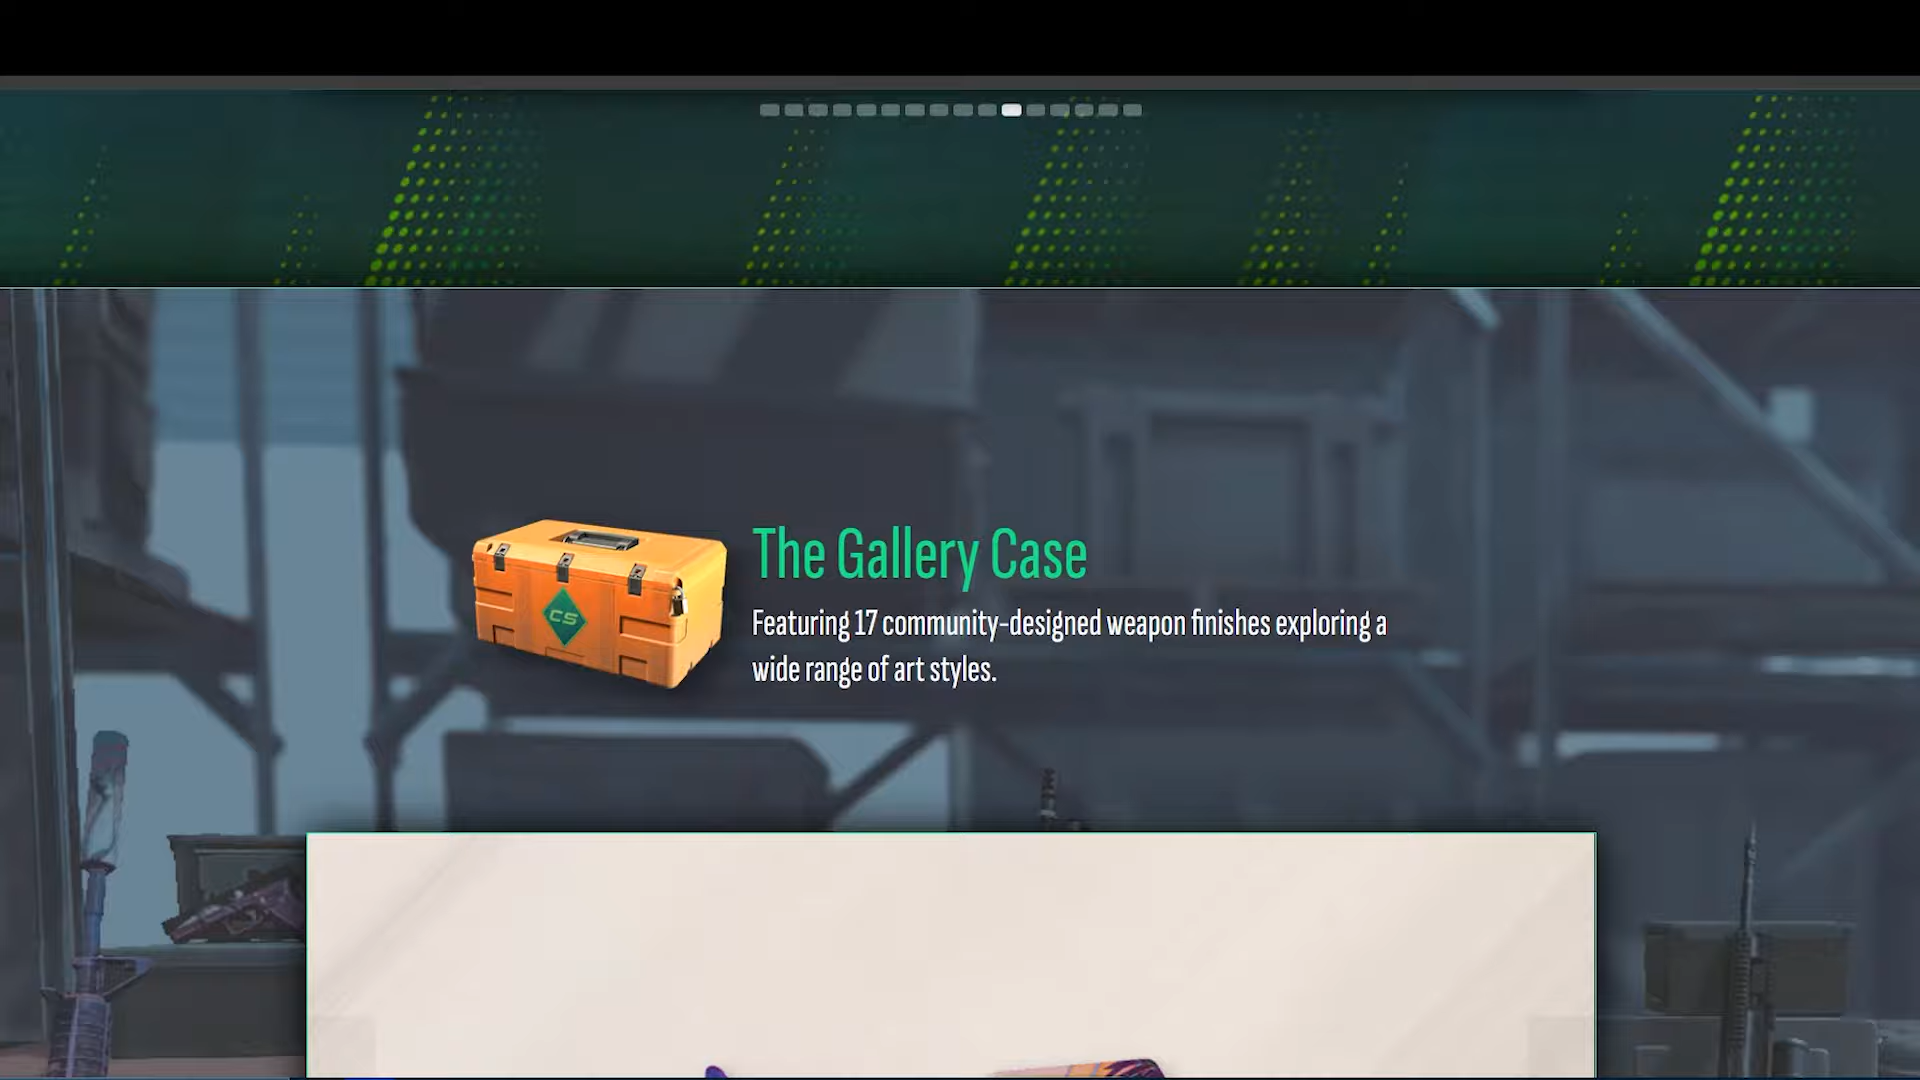 The Gallery Case
Featuring 17 community-designed weapon finishes exploring a
wide range of art styles.
CS